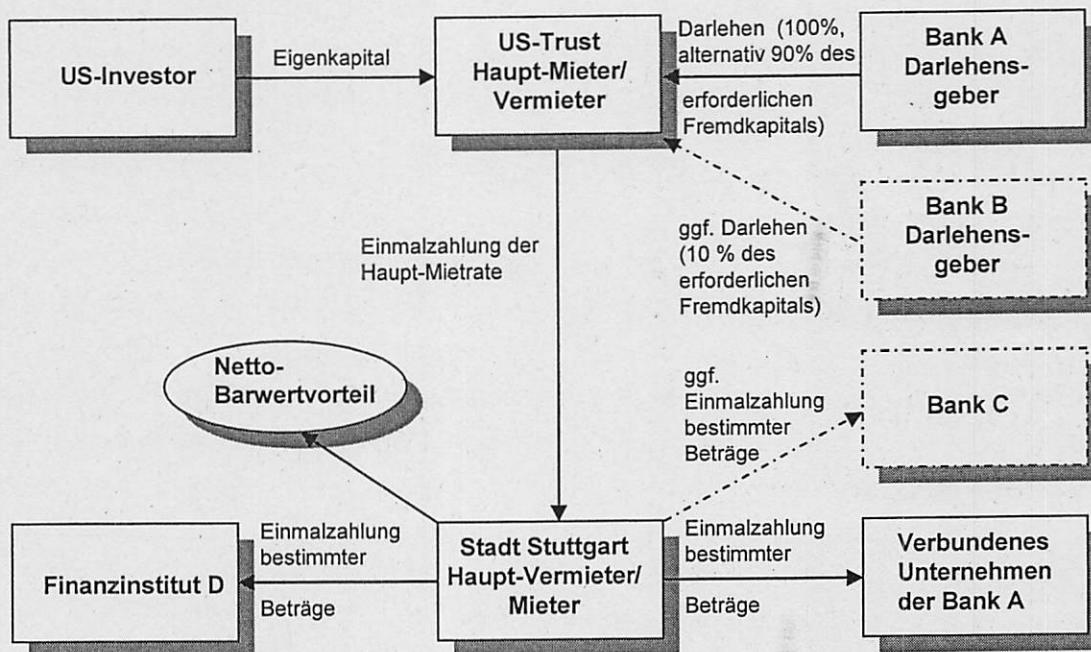 US-Investor
Eigenkapital
US-Trust
Haupt-Mieter/
Vermieter
Darlehen (100%,
alternativ 90% des
erforderlichen
Fremdkapitals)
Bank A
Darlehens-
geber
Bank B
Darlehens-
geber
ggf. Darlehen
(10 % des
erforderlichen
Fremdkapitals)
Einmalzahlung der
Haupt-Mietrate
Netto-
Barwertvorteil
ggf.
Einmalzahlung
bestimmter
Beträge
Bank C
Finanzinstitut D
Einmalzahlung
bestimmter
Beträge
Stadt Stuttgart
Haupt-Vermieter/
Mieter
Einmalzahlung
bestimmter
Beträge
Verbundenes
Unternehmen
der Bank A